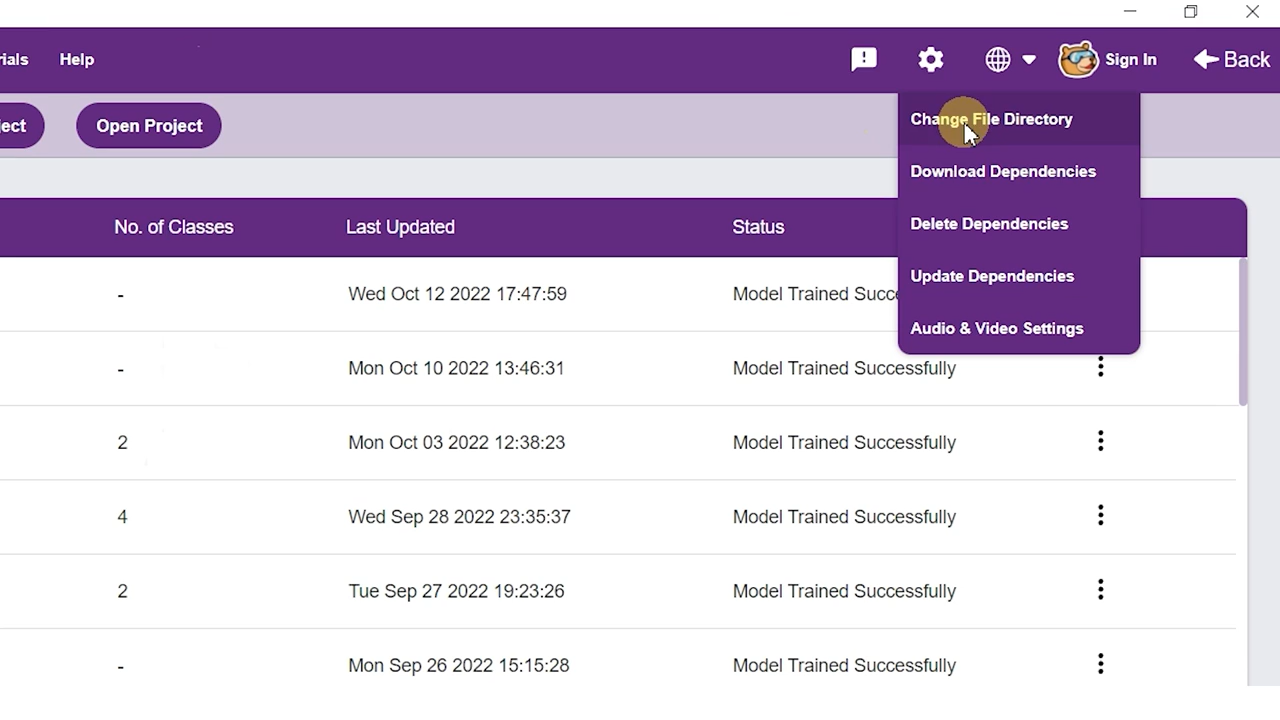 rials Help Sign In Back
ect Open Project Change File Directory
Download Dependencies
No. of Classes Last Updated Status Delete Dependencies
Update Dependencies
- Wed Oct 12 2022 17:47:59 Model Trained Succe
Audio & Video Settings
- Mon Oct 10 2022 13:46:31 Model Trained Successfully
2 Mon Oct 03 2022 12:38:23 Model Trained Successfully
4 Wed Sep 28 2022 23:35:37 Model Trained Successfully
2 Tue Sep 27 2022 19:23:26 Model Trained Successfully
- Mon Sep 26 2022 15:15:28 Model Trained Successfully